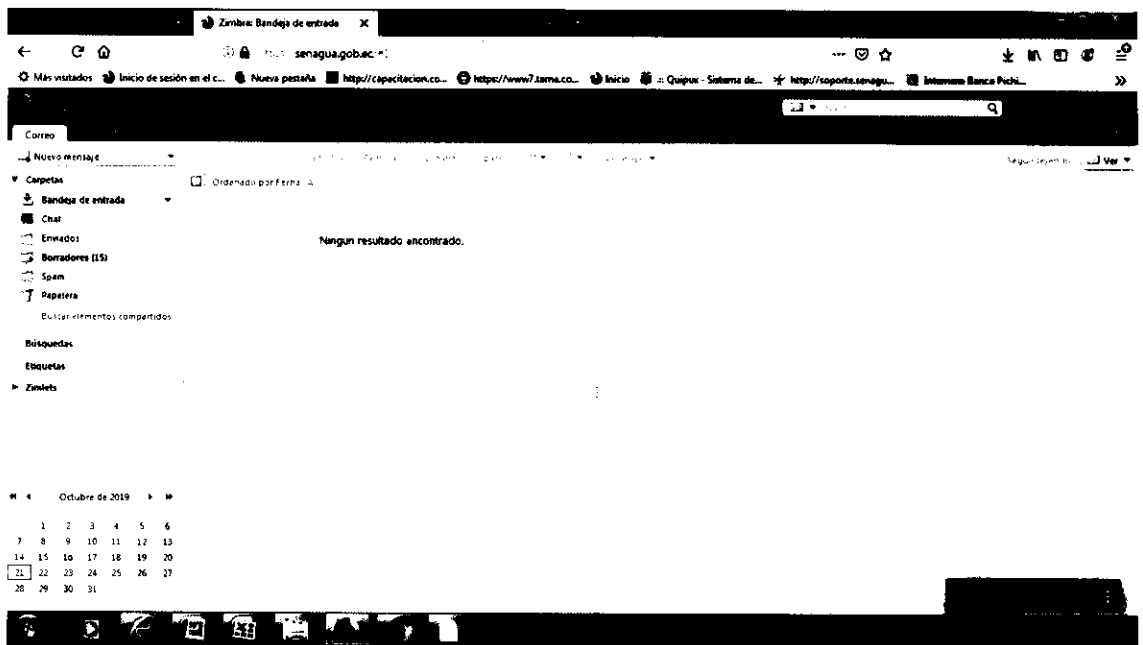 Zimbra: Bandeja de entrada X
senagua.gob.ec
Más visitados Inicio de sesión en el c... Nueva pestaña http://capacitacion.co... https://www7.tame.co... Inicio .:: Quipux - Sistema de... http://soporte.senagu... Internexo Banco Pichi...
Correo
Nuevo mensaje
Ver
Carpetas
Ordenado por Fecha
Bandeja de entrada
Chat
Enviados
Ningun resultado encontrado.
Borradores (15)
Spam
Papelera
Buscar elementos compartidos
Búsquedas
Etiquetas
Zimlets
Octubre de 2019
1 2 3 4 5 6
7 8 9 10 11 12 13
14 15 16 17 18 19 20
21 22 23 24 25 26 27
28 29 30 31